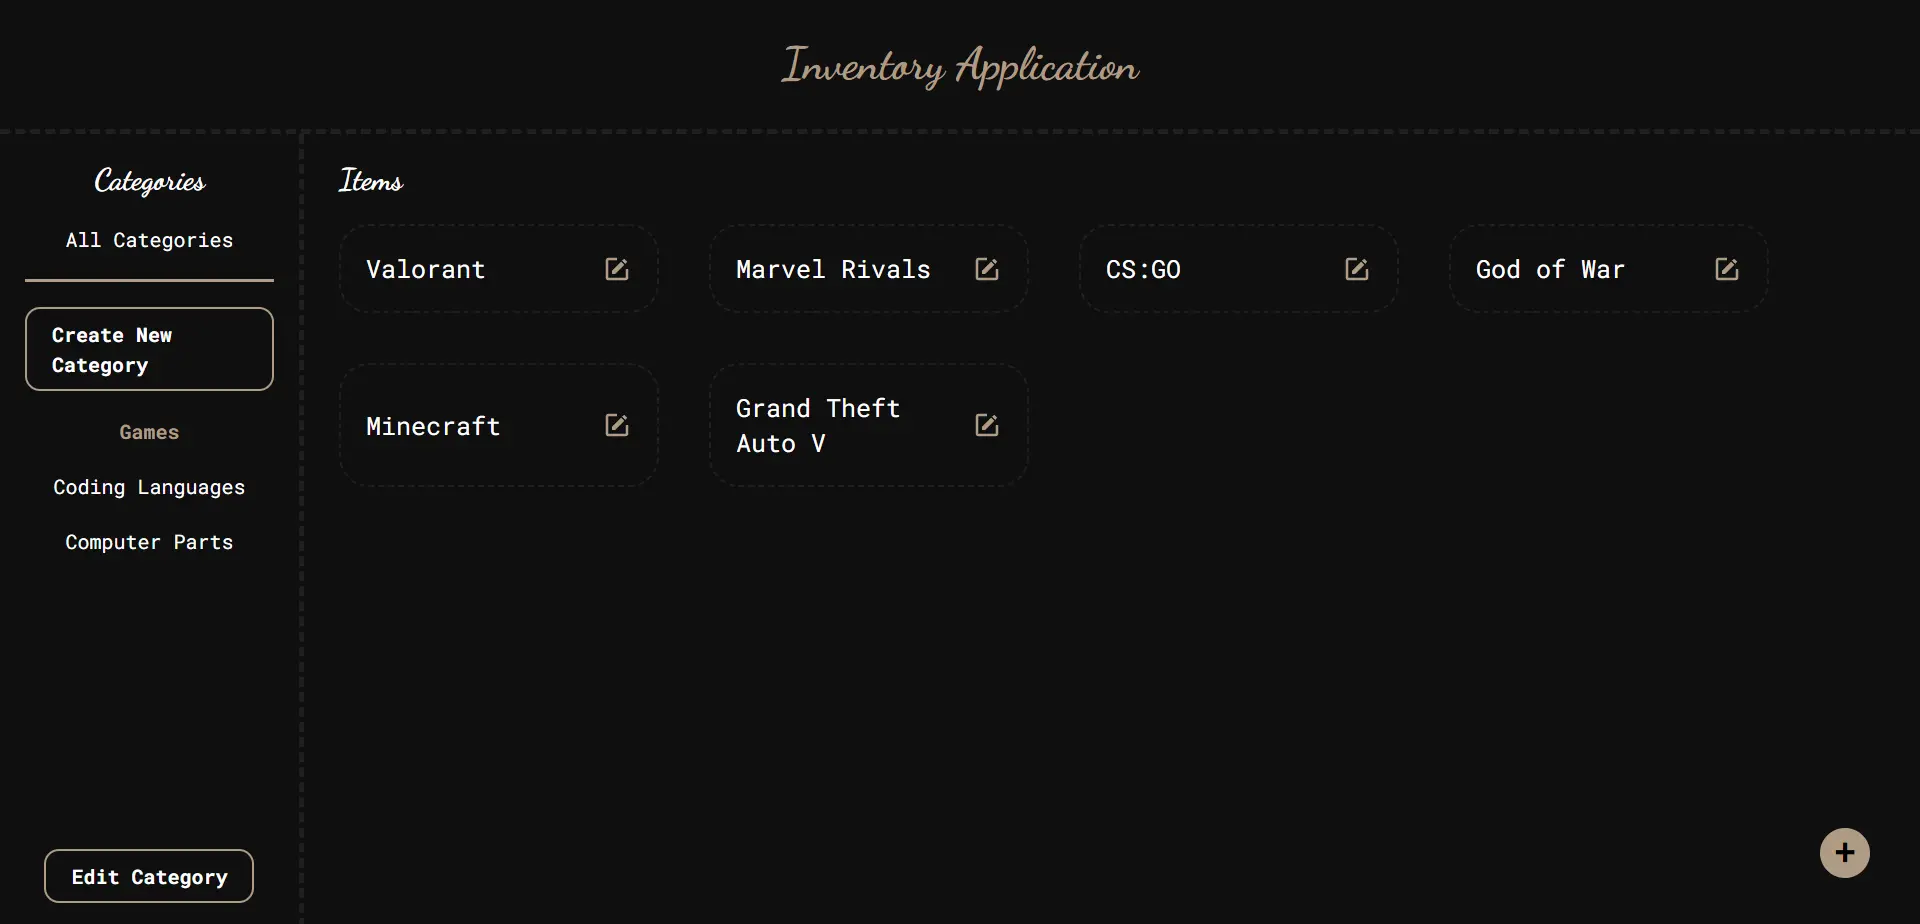 Inventory Application
Categories
All Categories
Create New
Category
Games
Coding Languages
Computer Parts
Edit Category
Items
Valorant
Marvel Rivals
CS:GO
God of War
Minecraft
Grand Theft
Auto V
+